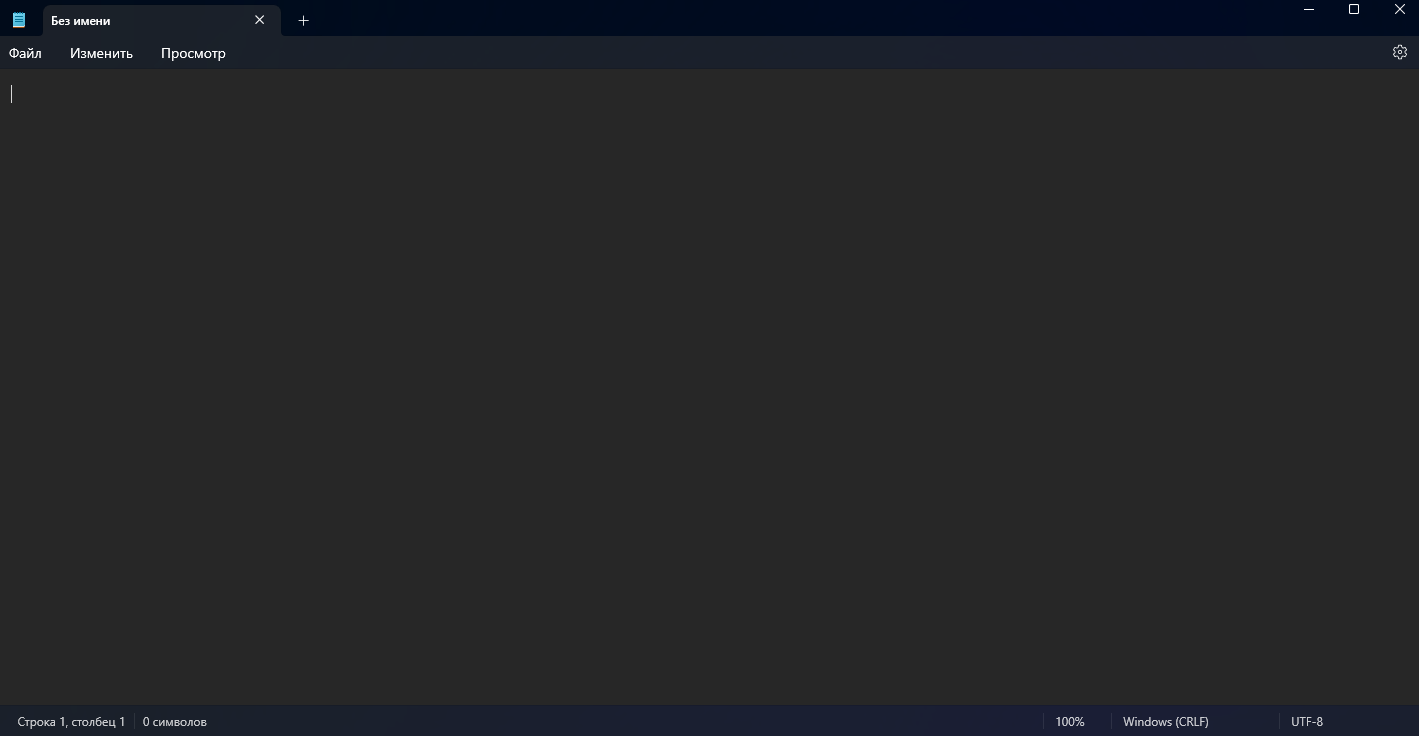 Без имени
Файл Изменить Просмотр
Строка 1, столбец 1 0 символов 100% Windows (CRLF) UTF-8